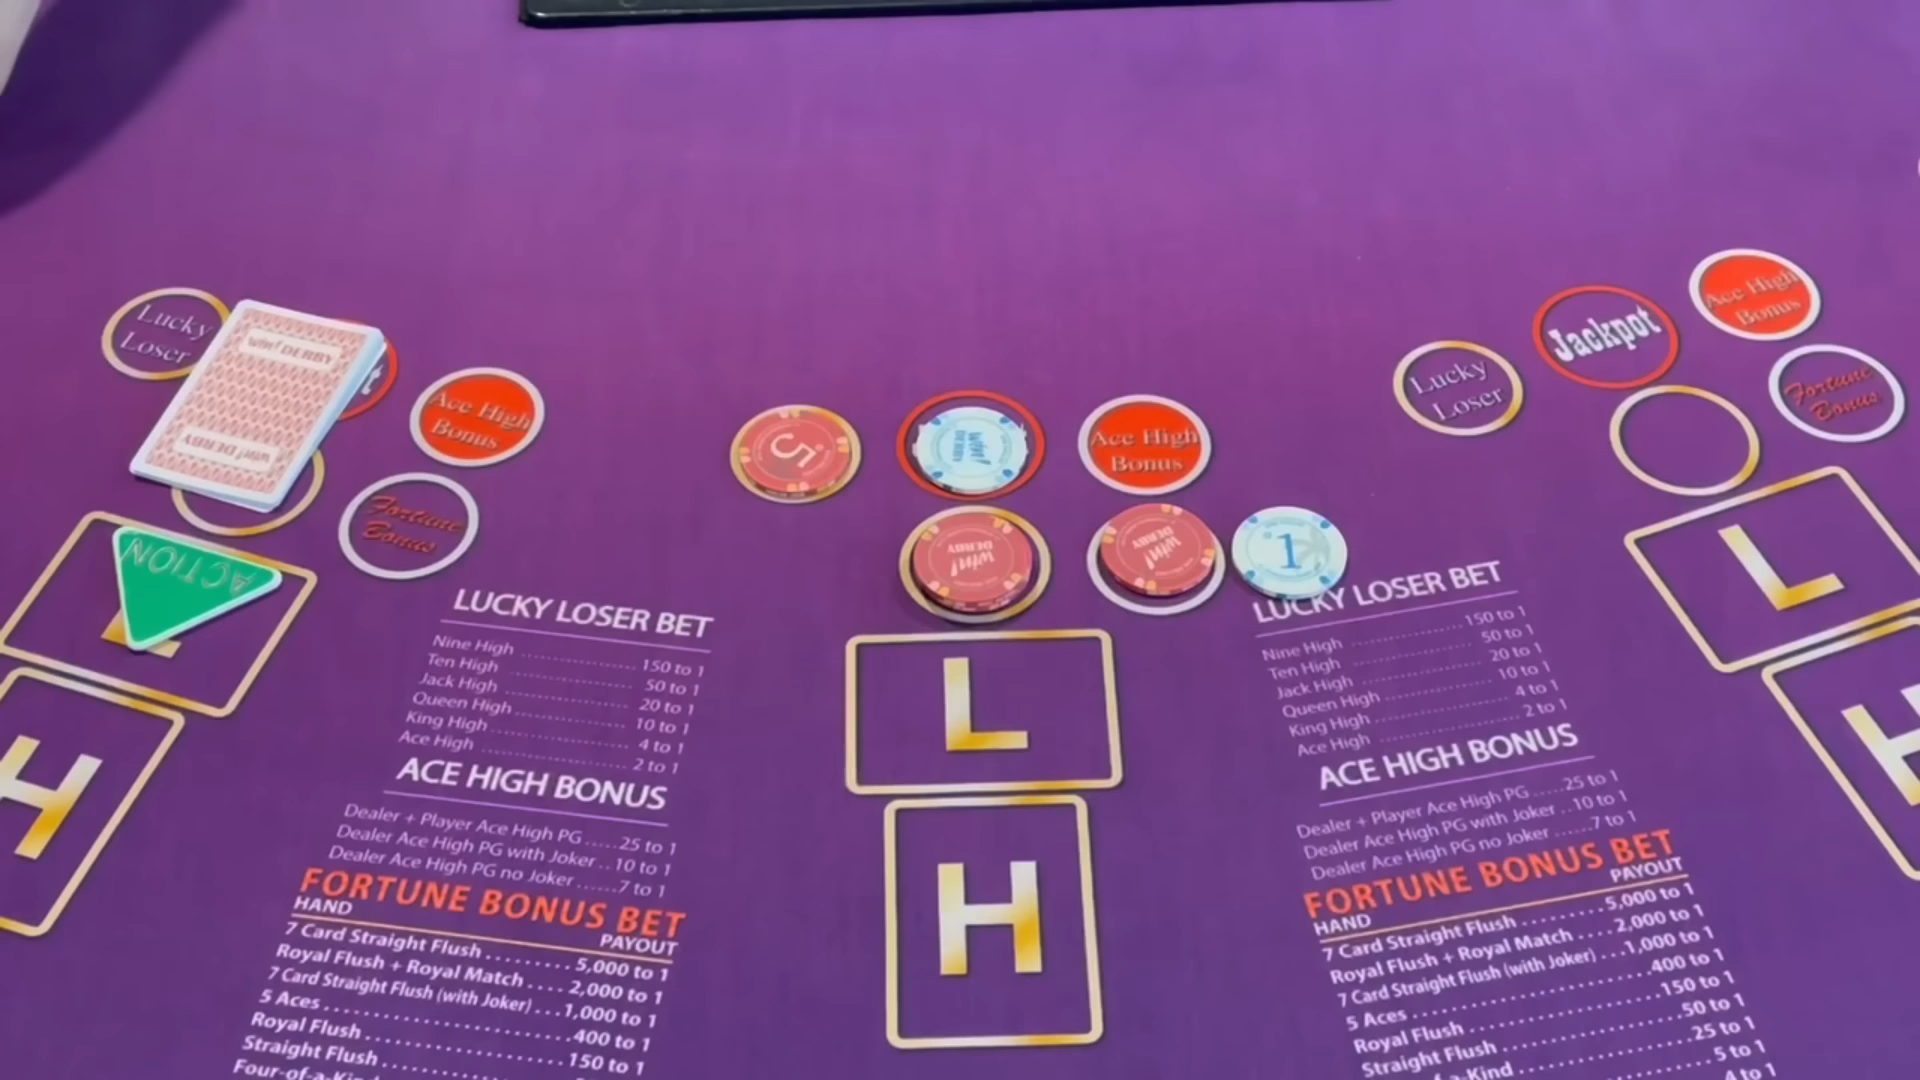 Lucky
Loser
win! DERBY
win! DERBY
Ace High
Bonus
Fortune
Bonus
ACTION
H
5
win!
DERBY
Ace High
Bonus
win!
DERBY
win!
DERBY
1
L
H
Lucky
Loser
Jackpot
Ace High
Bonus
Fortune
Bonus
L
H
LUCKY LOSER BET
Nine High .................... 150 to 1
Ten High .................... 50 to 1
Jack High .................... 20 to 1
Queen High .................... 10 to 1
King High .................... 4 to 1
Ace High .................... 2 to 1
ACE HIGH BONUS
Dealer + Player Ace High PG .....25 to 1
Dealer Ace High PG with Joker ..10 to 1
Dealer Ace High PG no Joker ......7 to 1
FORTUNE BONUS BET
HAND PAYOUT
7 Card Straight Flush ......... 5,000 to 1
Royal Flush + Royal Match .... 2,000 to 1
7 Card Straight Flush (with Joker) ...1,000 to 1
5 Aces .................... 400 to 1
Royal Flush .................... 150 to 1
Straight Flush
LUCKY LOSER BET
Nine High .................... 150 to 1
Ten High .................... 50 to 1
Jack High .................... 20 to 1
Queen High .................... 10 to 1
King High .................... 4 to 1
Ace High .................... 2 to 1
ACE HIGH BONUS
Dealer + Player Ace High PG .....25 to 1
Dealer Ace High PG with Joker ..10 to 1
Dealer Ace High PG no Joker ......7 to 1
FORTUNE BONUS BET
HAND PAYOUT
7 Card Straight Flush ......... 5,000 to 1
Royal Flush + Royal Match .... 2,000 to 1
7 Card Straight Flush (with Joker) ...1,000 to 1
5 Aces .................... 400 to 1
Royal Flush .................... 150 to 1
Straight Flush .................... 50 to 1
25 to 1
5 to 1
4 to 1